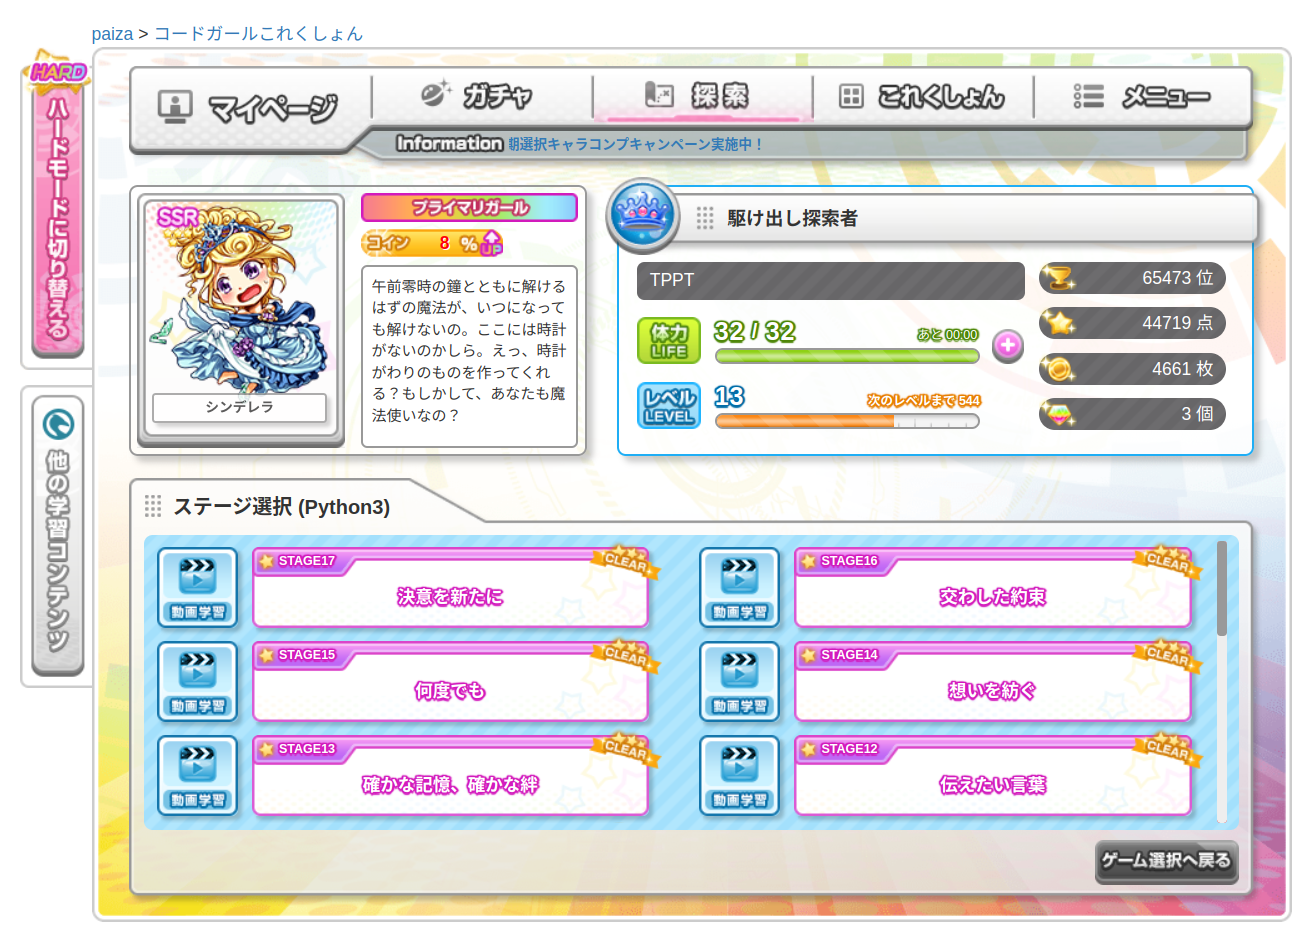 paiza > コードガールこれくしょん
HARD
ハードモードに切り替える
他の学習コンテンツ
マイページ
ガチャ
探索
これくしょん
メニュー
Information 朝選択キャラコンプキャンペーン実施中！
SSR
シンデレラ
プライマリガール
コイン 8 % UP
午前零時の鐘とともに解ける
はずの魔法が、いつになって
も解けないの。ここには時計
がないのかしら。えっ、時計
がわりのものを作ってくれ
る？もしかして、あなたも魔
法使いなの？
駆け出し探索者
TPPT
体力
LIFE
32 / 32
あと 00:00
レベル
LEVEL
13
次のレベルまで 544
65473 位
44719 点
4661 枚
3 個
ステージ選択 (Python3)
動画学習
STAGE17
CLEAR
決意を新たに
動画学習
STAGE16
CLEAR
交わした約束
動画学習
STAGE15
CLEAR
何度でも
動画学習
STAGE14
CLEAR
想いを紡ぐ
動画学習
STAGE13
CLEAR
確かな記憶、確かな絆
動画学習
STAGE12
CLEAR
伝えたい言葉
ゲーム選択へ戻る